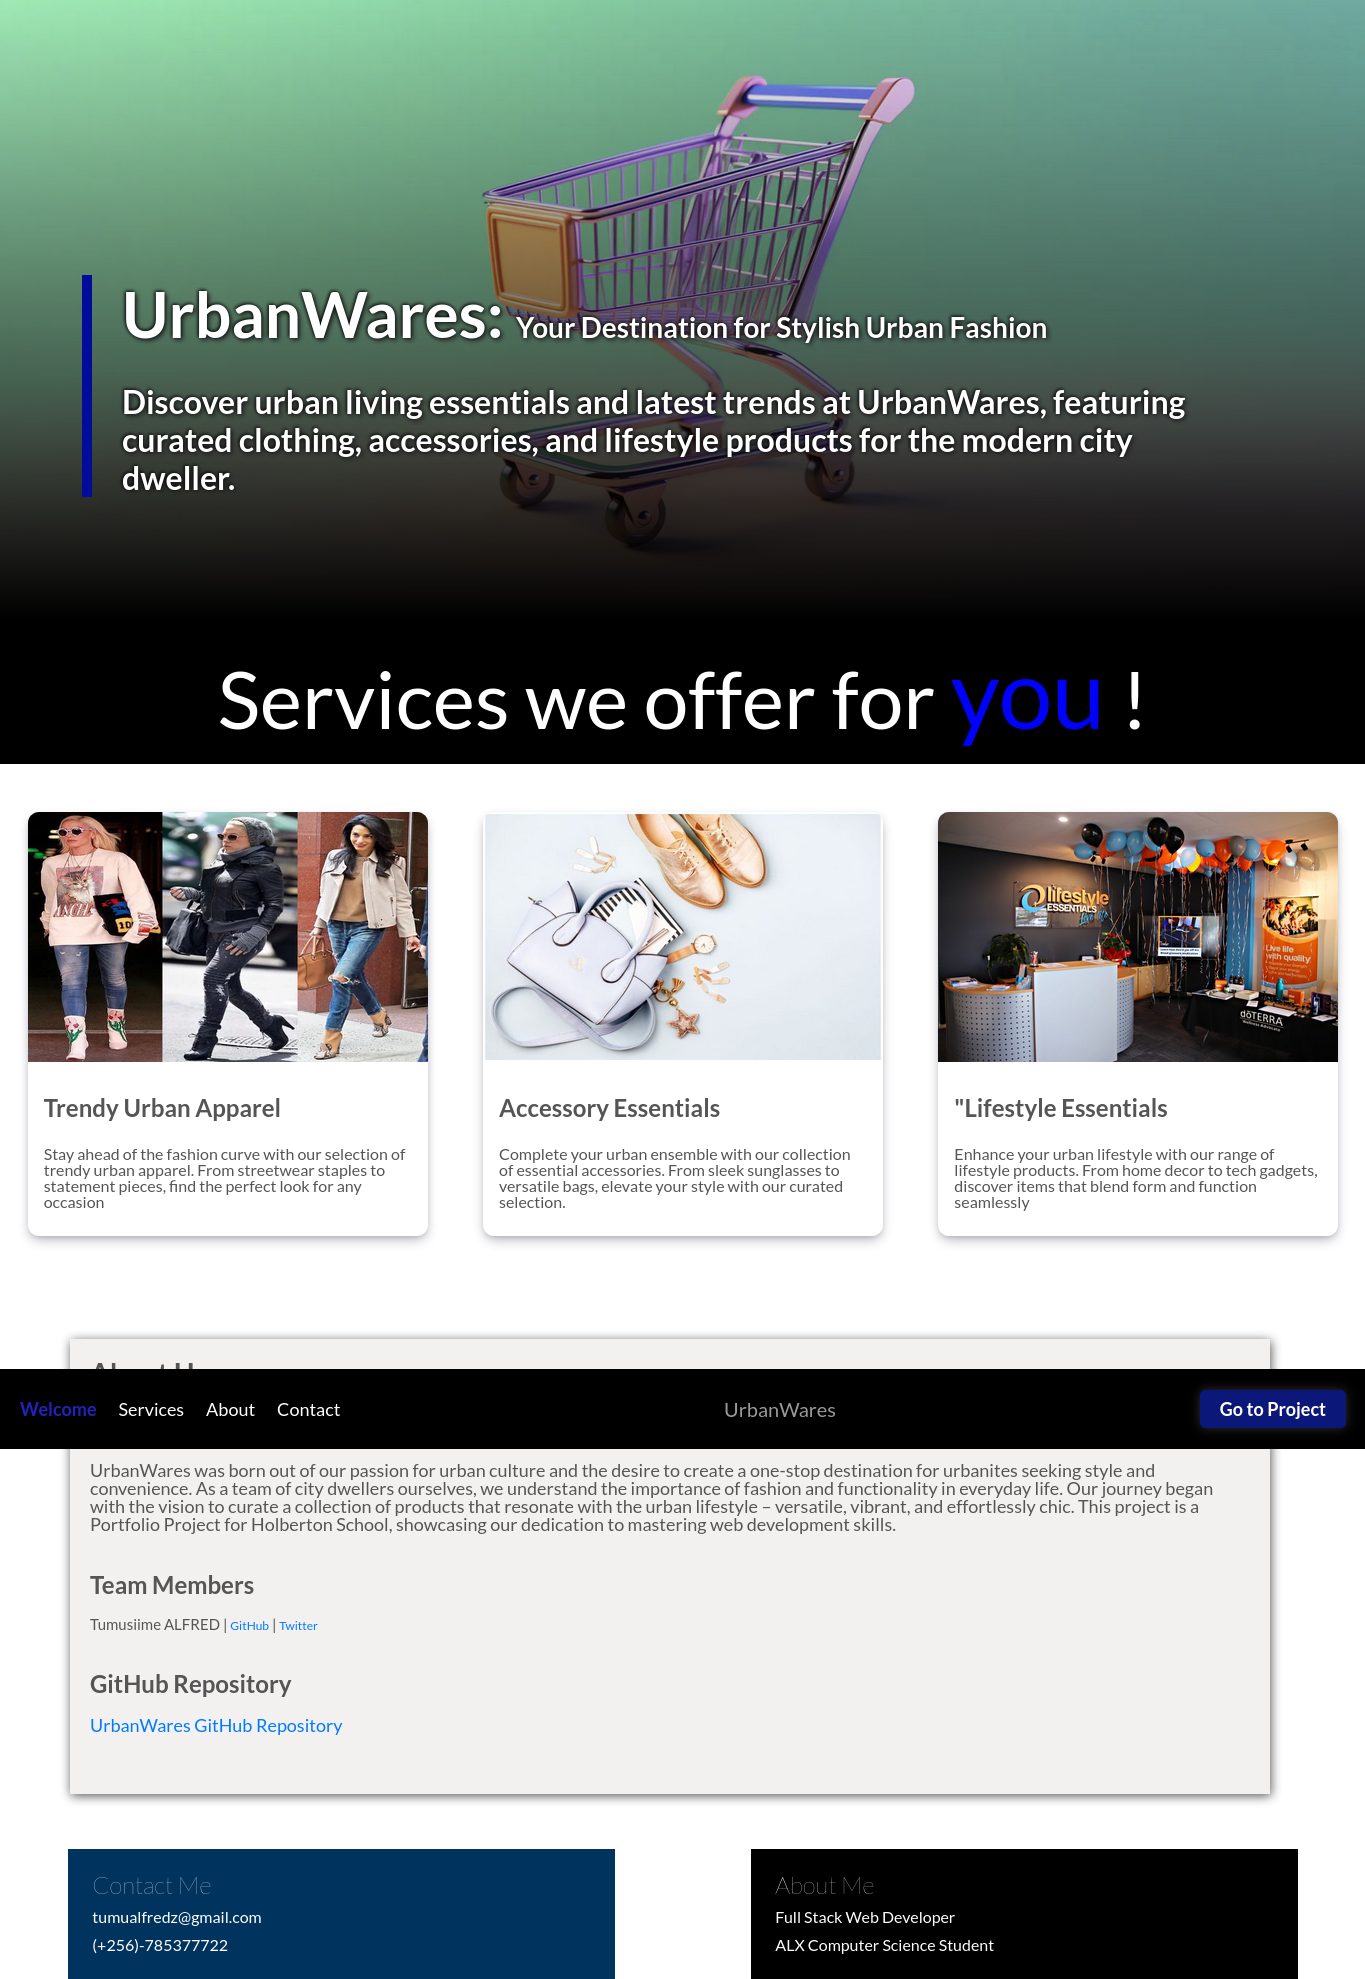 UrbanWares: Your Destination for Stylish Urban Fashion
Discover urban living essentials and latest trends at UrbanWares, featuring
curated clothing, accessories, and lifestyle products for the modern city
dweller.
Services we offer for you !
lifestyle
ESSENTIALS
live life
Live life
with quality
dōTERRA
Trendy Urban Apparel
Stay ahead of the fashion curve with our selection of
trendy urban apparel. From streetwear staples to
statement pieces, find the perfect look for any
occasion
Accessory Essentials
Complete your urban ensemble with our collection
of essential accessories. From sleek sunglasses to
versatile bags, elevate your style with our curated
selection.
"Lifestyle Essentials
Enhance your urban lifestyle with our range of
lifestyle products. From home decor to tech gadgets,
discover items that blend form and function
seamlessly
Welcome Services About Contact UrbanWares Go to Project
UrbanWares was born out of our passion for urban culture and the desire to create a one-stop destination for urbanites seeking style and
convenience. As a team of city dwellers ourselves, we understand the importance of fashion and functionality in everyday life. Our journey began
with the vision to curate a collection of products that resonate with the urban lifestyle – versatile, vibrant, and effortlessly chic. This project is a
Portfolio Project for Holberton School, showcasing our dedication to mastering web development skills.
Team Members
Tumusiime ALFRED | GitHub | Twitter
GitHub Repository
UrbanWares GitHub Repository
Contact Me
tumualfredz@gmail.com
(+256)-785377722
About Me
Full Stack Web Developer
ALX Computer Science Student